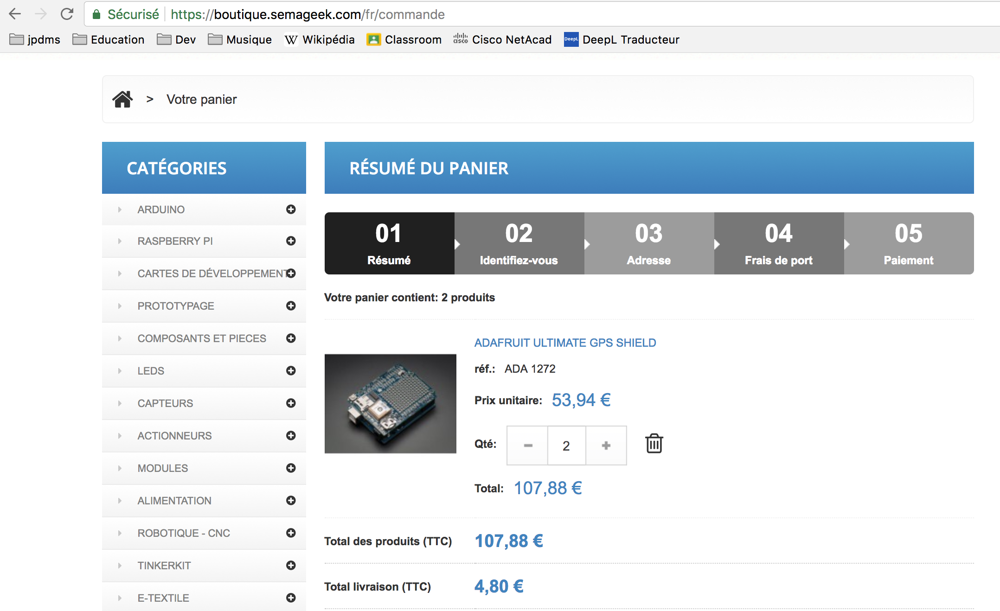 Sécurisé https://boutique.semageek.com/fr/commande
jpdms Education Dev Musique W Wikipédia Classroom cisco Cisco NetAcad DeepL DeepL Traducteur
> Votre panier
CATÉGORIES
ARDUINO
RASPBERRY PI
CARTES DE DÉVELOPPEMENT
PROTOTYPAGE
COMPOSANTS ET PIECES
LEDS
CAPTEURS
ACTIONNEURS
MODULES
ALIMENTATION
ROBOTIQUE - CNC
TINKERKIT
E-TEXTILE
RÉSUMÉ DU PANIER
01
Résumé
02
Identifiez-vous
03
Adresse
04
Frais de port
05
Paiement
Votre panier contient: 2 produits
ADAFRUIT ULTIMATE GPS SHIELD
réf.: ADA 1272
Prix unitaire: 53,94 €
Qté: 2
Total: 107,88 €
Total des produits (TTC) 107,88 €
Total livraison (TTC) 4,80 €